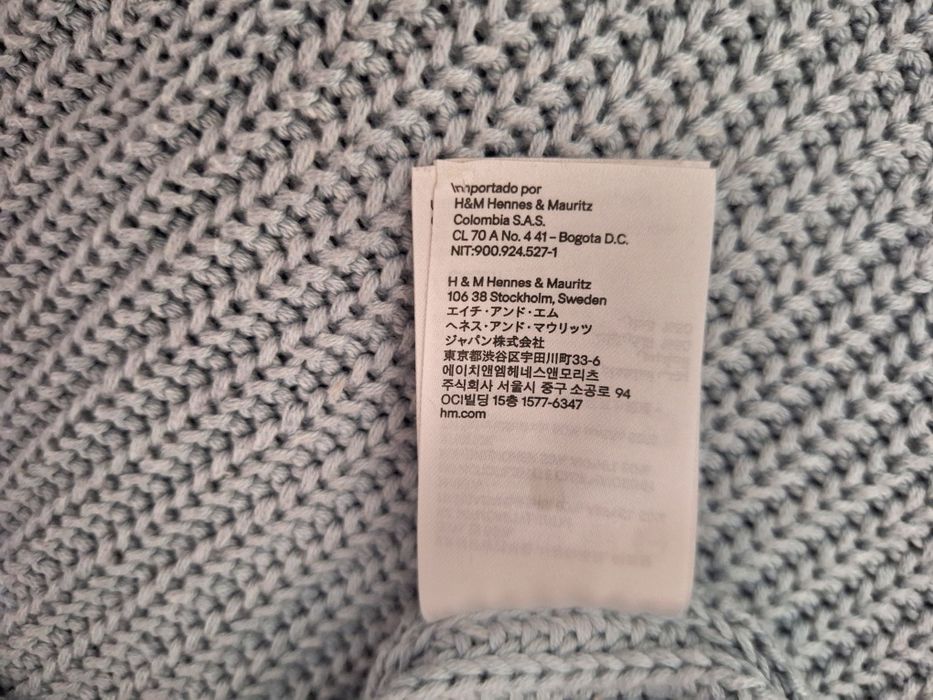 Importado por
H&M Hennes & Mauritz
Colombia S.A.S.
CL 70 A No. 4 41 – Bogota D.C.
NIT:900.924.527-1
H & M Hennes & Mauritz
106 38 Stockholm, Sweden
エイチ・アンド・エム
ヘネス・アンド・マウリッツ
ジャパン株式会社
東京都渋谷区宇田川町33-6
에이치앤엠헤네스앤모리츠
주식회사 서울시 중구 소공로 94
OCI빌딩 15층 1577-6347
hm.com